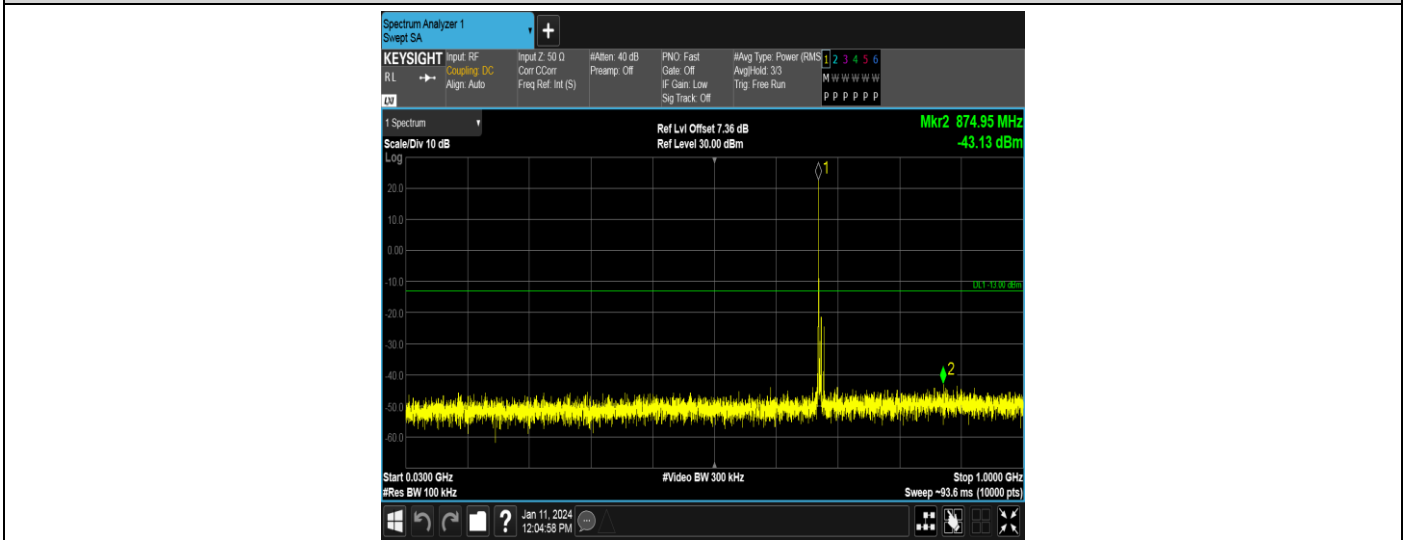 Spectrum Analyzer 1
Swept SA
+
KEYSIGHT
RL
LXI
Input: RF
Coupling: DC
Align: Auto
Input Z: 50 Ω
Corr CCorr
Freq Ref: Int (S)
#Atten: 40 dB
Preamp: Off
PNO: Fast
Gate: Off
IF Gain: Low
Sig Track: Off
#Avg Type: Power (RMS
Avg|Hold: 3/3
Trig: Free Run
1 2 3 4 5 6
M W W W W W
P P P P P P
1 Spectrum
Scale/Div 10 dB
Ref Lvl Offset 7.36 dB
Ref Level 30.00 dBm
Mkr2 874.95 MHz
-43.13 dBm
Log
1
20.0
10.0
0.00
-10.0
DL1 -13.00 dBm
-20.0
-30.0
-40.0
2
-50.0
-60.0
Start 0.0300 GHz
#Video BW 300 kHz
Stop 1.0000 GHz
#Res BW 100 kHz
Sweep ~93.6 ms (10000 pts)
?
Jan 11, 2024
12:04:58 PM